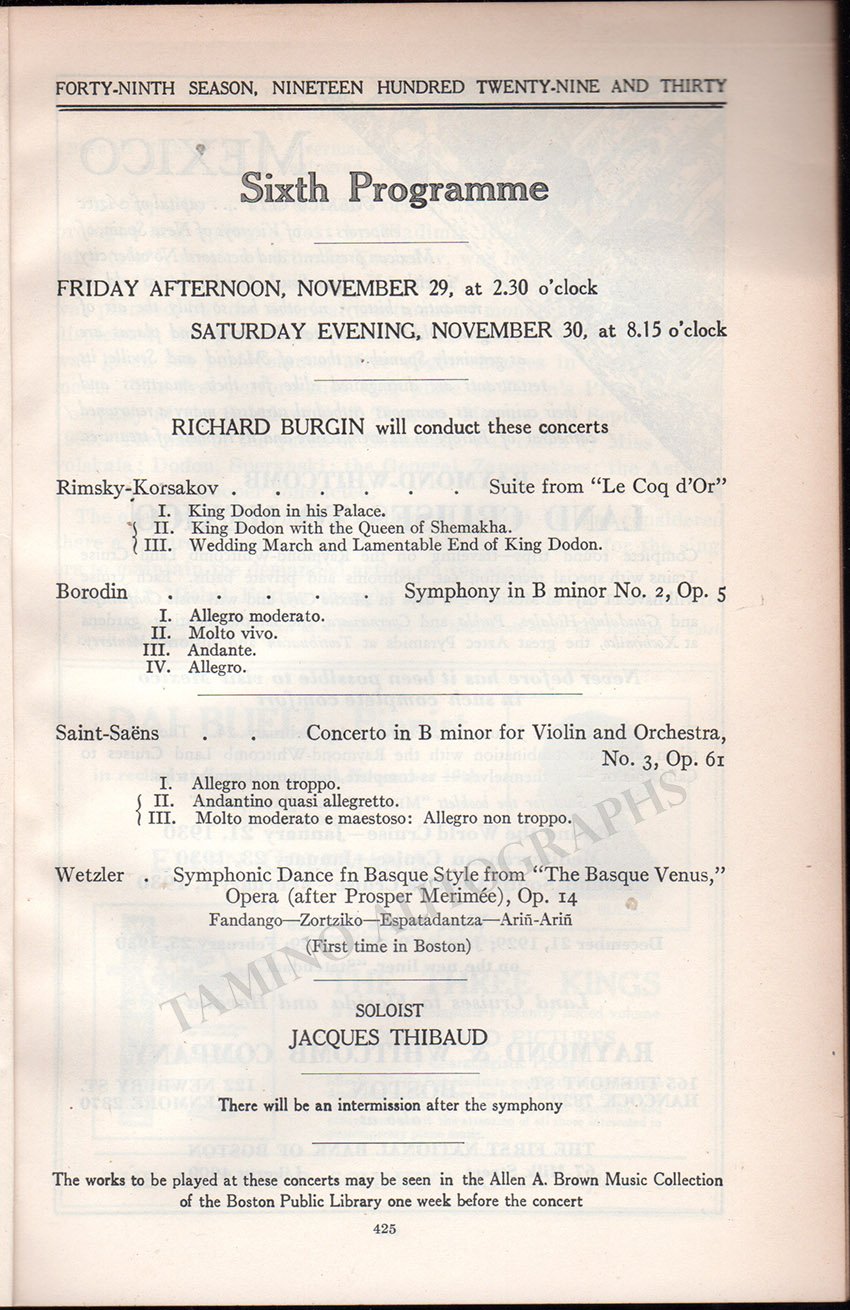 FORTY-NINTH SEASON, NINETEEN HUNDRED TWENTY-NINE AND THIRTY
Sixth Programme
FRIDAY AFTERNOON, NOVEMBER 29, at 2.30 o'clock
SATURDAY EVENING, NOVEMBER 30, at 8.15 o'clock
RICHARD BURGIN will conduct these concerts
Rimsky-Korsakov . . . . . . Suite from "Le Coq d'Or"
I. King Dodon in his Palace.
II. King Dodon with the Queen of Shemakha.
III. Wedding March and Lamentable End of King Dodon.
Borodin . . . . . Symphony in B minor No. 2, Op. 5
I. Allegro moderato.
II. Molto vivo.
III. Andante.
IV. Allegro.
Saint-Saëns . . Concerto in B minor for Violin and Orchestra,
No. 3, Op. 61
I. Allegro non troppo.
II. Andantino quasi allegretto.
III. Molto moderato e maestoso: Allegro non troppo.
Wetzler . Symphonic Dance fn Basque Style from "The Basque Venus,"
Opera (after Prosper Merimée), Op. 14
Fandango—Zortziko—Espatadantza—Ariñ-Ariñ
(First time in Boston)
SOLOIST
JACQUES THIBAUD
There will be an intermission after the symphony
The works to be played at these concerts may be seen in the Allen A. Brown Music Collection
of the Boston Public Library one week before the concert
425
TAMINO AUTOGRAPHS